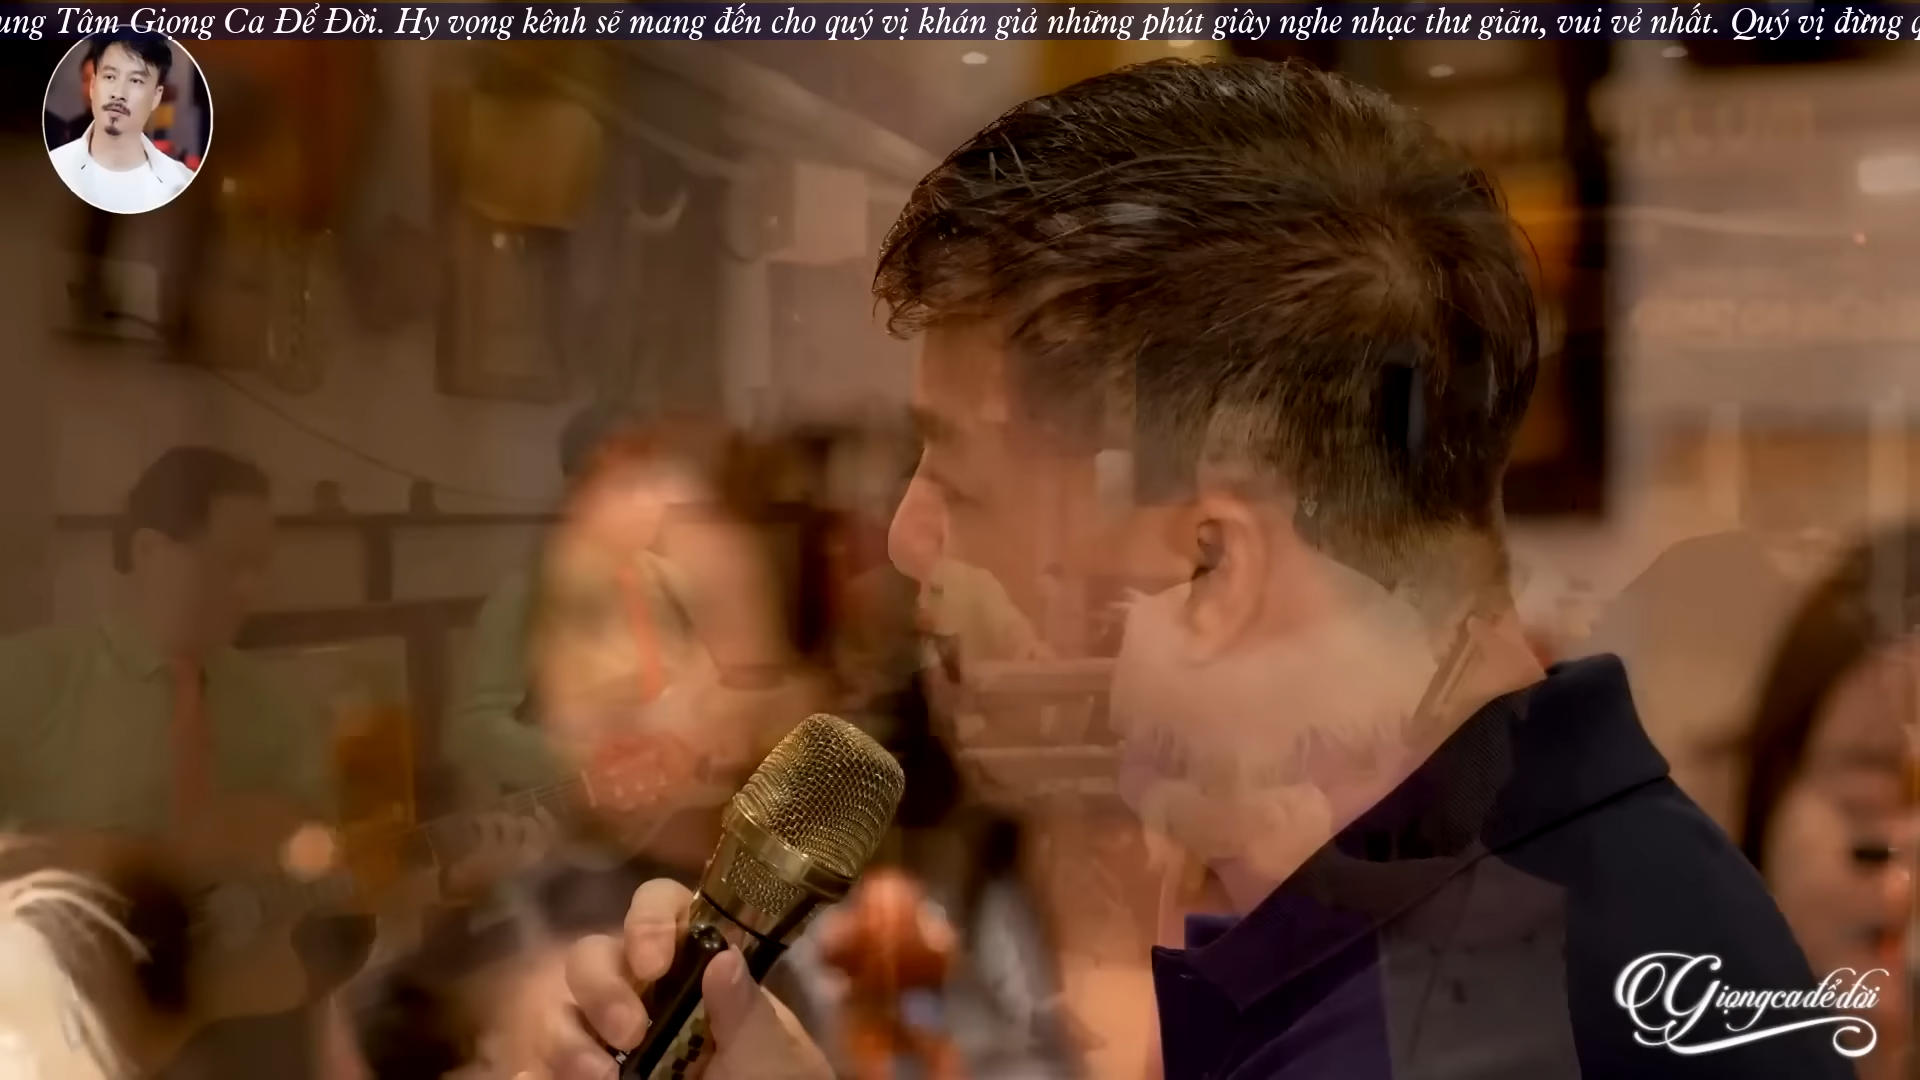 ung Tâm Giọng Ca Để Đời. Hy vọng kênh sẽ mang đến cho quý vị khán giả những phút giây nghe nhạc thư giãn, vui vẻ nhất. Quý vị đừng q
Giọngcađểđời